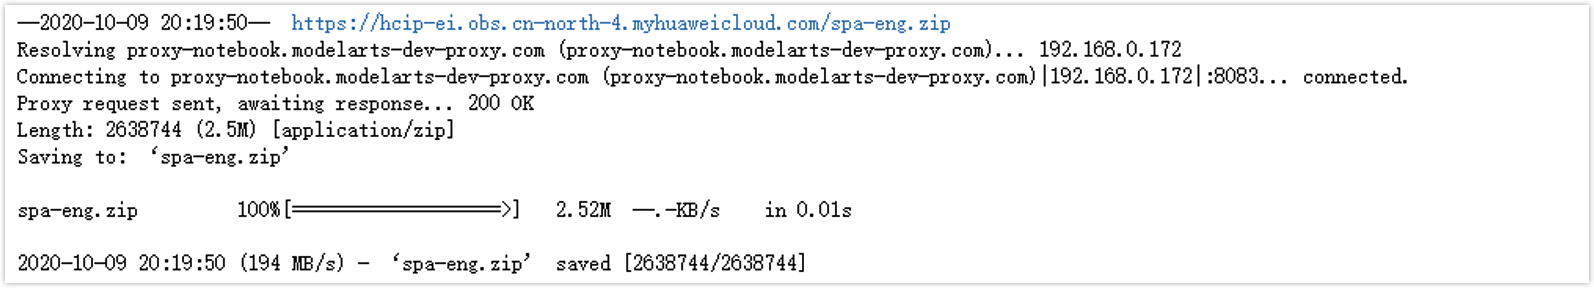 --2020-10-09 20:19:50--  https://hcip-ei.obs.cn-north-4.myhuaweicloud.com/spa-eng.zip
Resolving proxy-notebook.modelarts-dev-proxy.com (proxy-notebook.modelarts-dev-proxy.com)... 192.168.0.172
Connecting to proxy-notebook.modelarts-dev-proxy.com (proxy-notebook.modelarts-dev-proxy.com)|192.168.0.172|:8083... connected.
Proxy request sent, awaiting response... 200 OK
Length: 2638744 (2.5M) [application/zip]
Saving to: ‘spa-eng.zip’
spa-eng.zip         100%[===================>]   2.52M  --.-KB/s    in 0.01s
2020-10-09 20:19:50 (194 MB/s) - ‘spa-eng.zip’ saved [2638744/2638744]